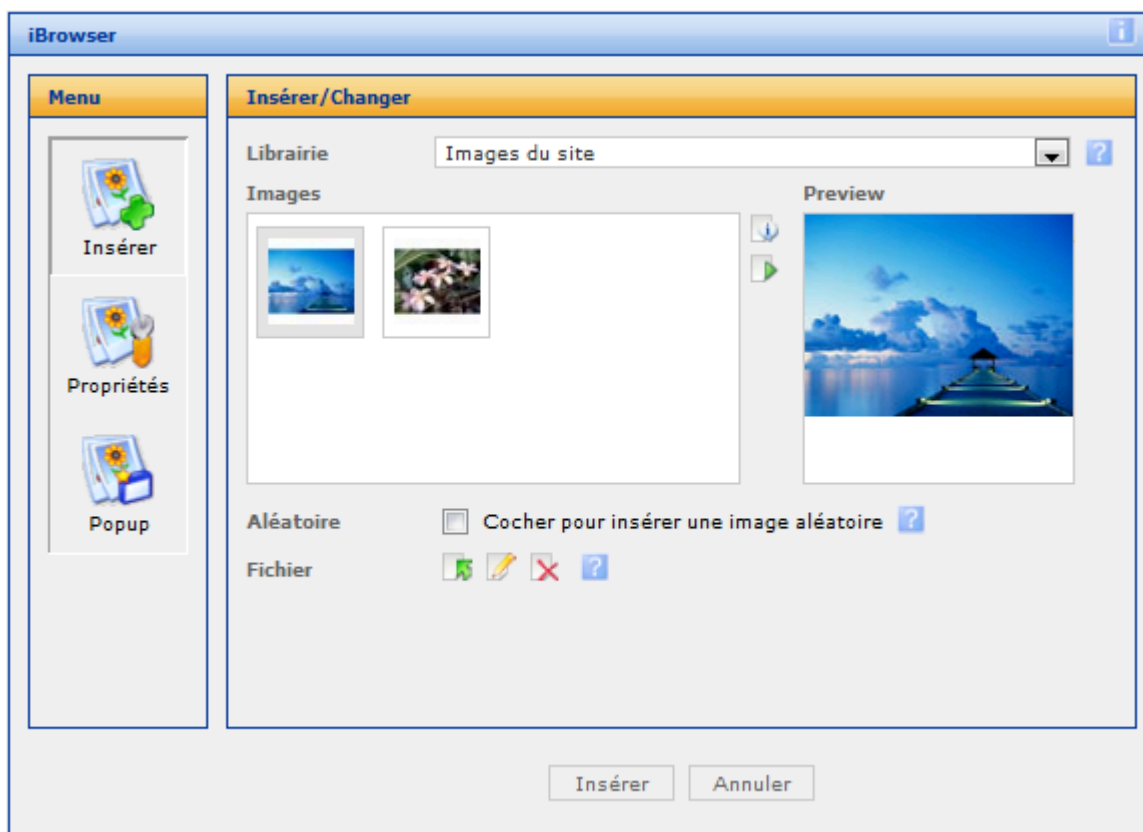 iBrowser
Menu
Insérer
Propriétés
Popup
Insérer/Changer
Librairie
Images du site
Images
Preview
Aléatoire
Cocher pour insérer une image aléatoire
Fichier
Insérer
Annuler